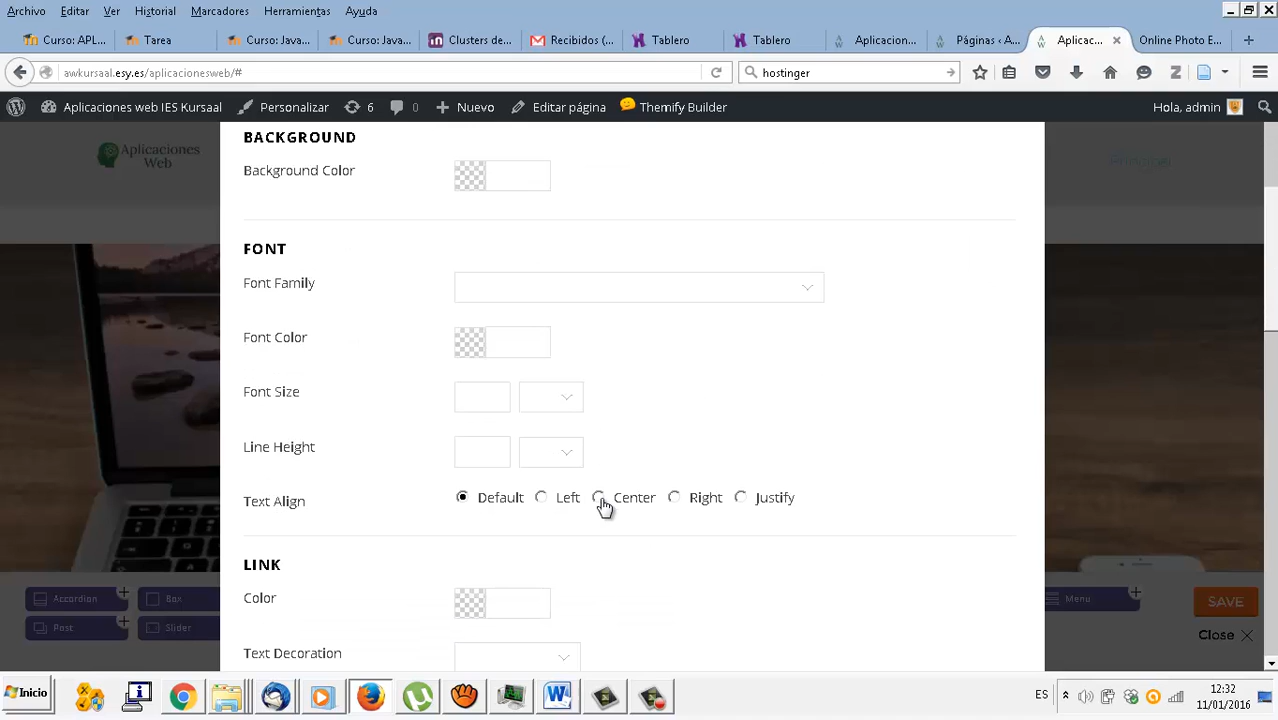 Archivo Editar Ver Historial Marcadores Herramientas Ayuda
Curso: APL... Tarea Curso: Java... Curso: Java... Clusters de... Recibidos (... Tablero Tablero Aplicacion... Páginas ‹ A... Aplicac... Online Photo E...
awkursaal.esy.es/aplicacionesweb/# hostinger
Aplicaciones web IES Kursaal Personalizar 6 0 Nuevo Editar página Themify Builder Hola, admin
BACKGROUND
Aplicaciones
Web
Background Color
FONT
Font Family
Font Color
Font Size
Line Height
Text Align Default Left Center Right Justify
LINK
Color
Accordion Box Menu SAVE
Post Slider Close
Text Decoration
Inicio ES 12:32
11/01/2016